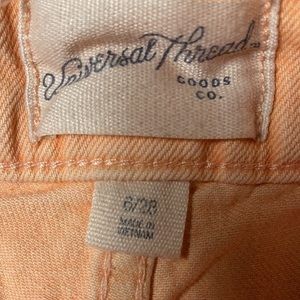 Universal Thread
GOODS
CO.
6/28
MADE IN
VIETNAM